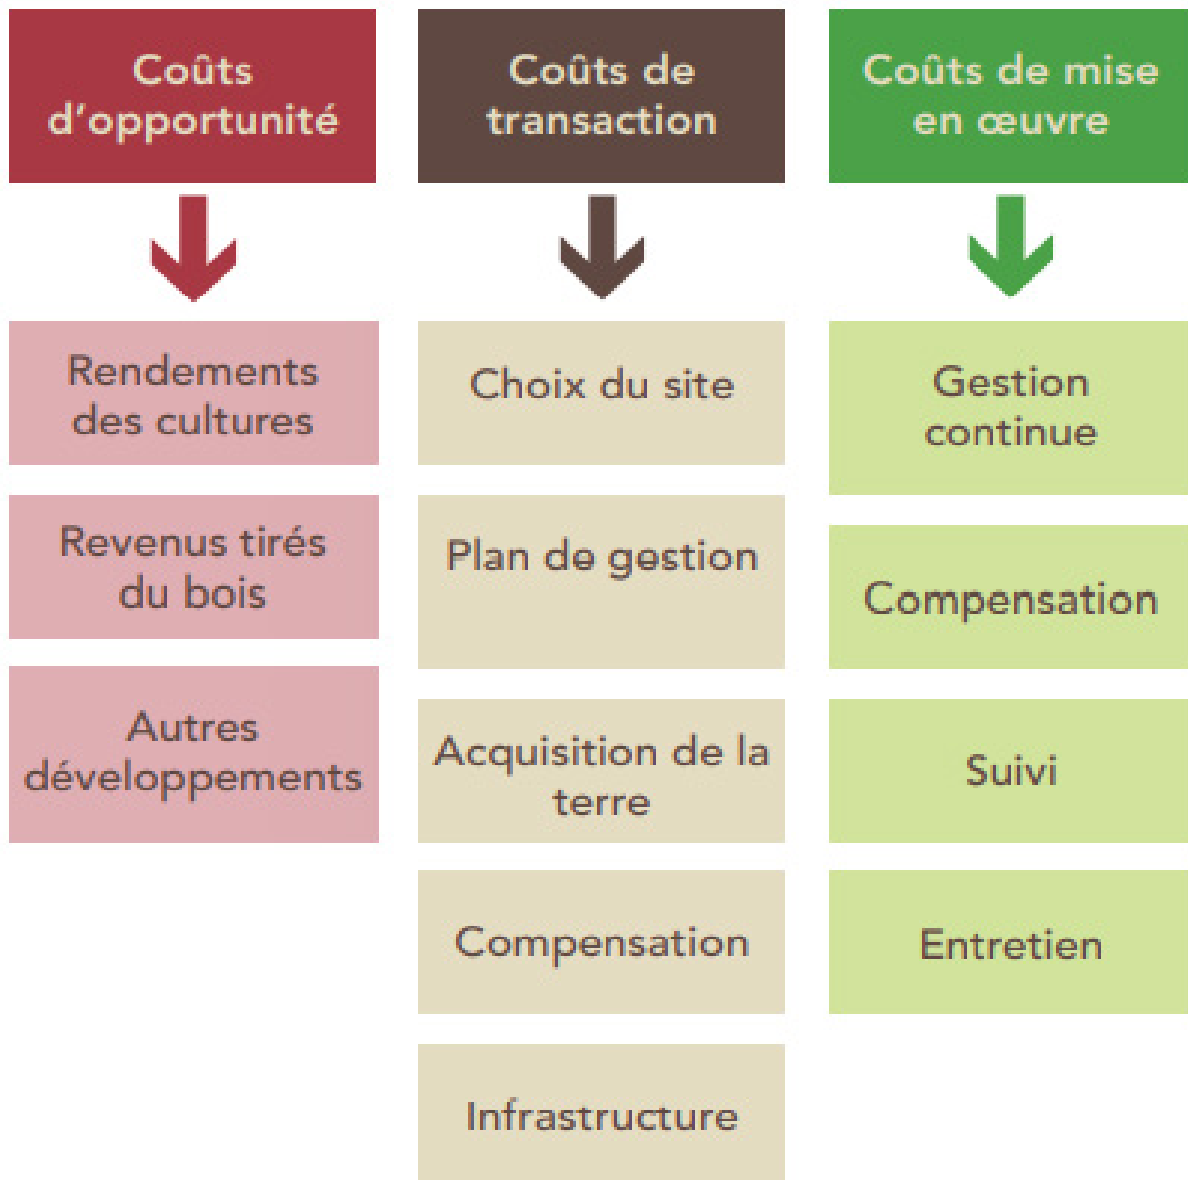 Coûts
d’opportunité
Rendements
des cultures
Revenus tirés
du bois
Autres
développements
Coûts de
transaction
Choix du site
Plan de gestion
Acquisition de la
terre
Compensation
Infrastructure
Coûts de mise
en œuvre
Gestion
continue
Compensation
Suivi
Entretien